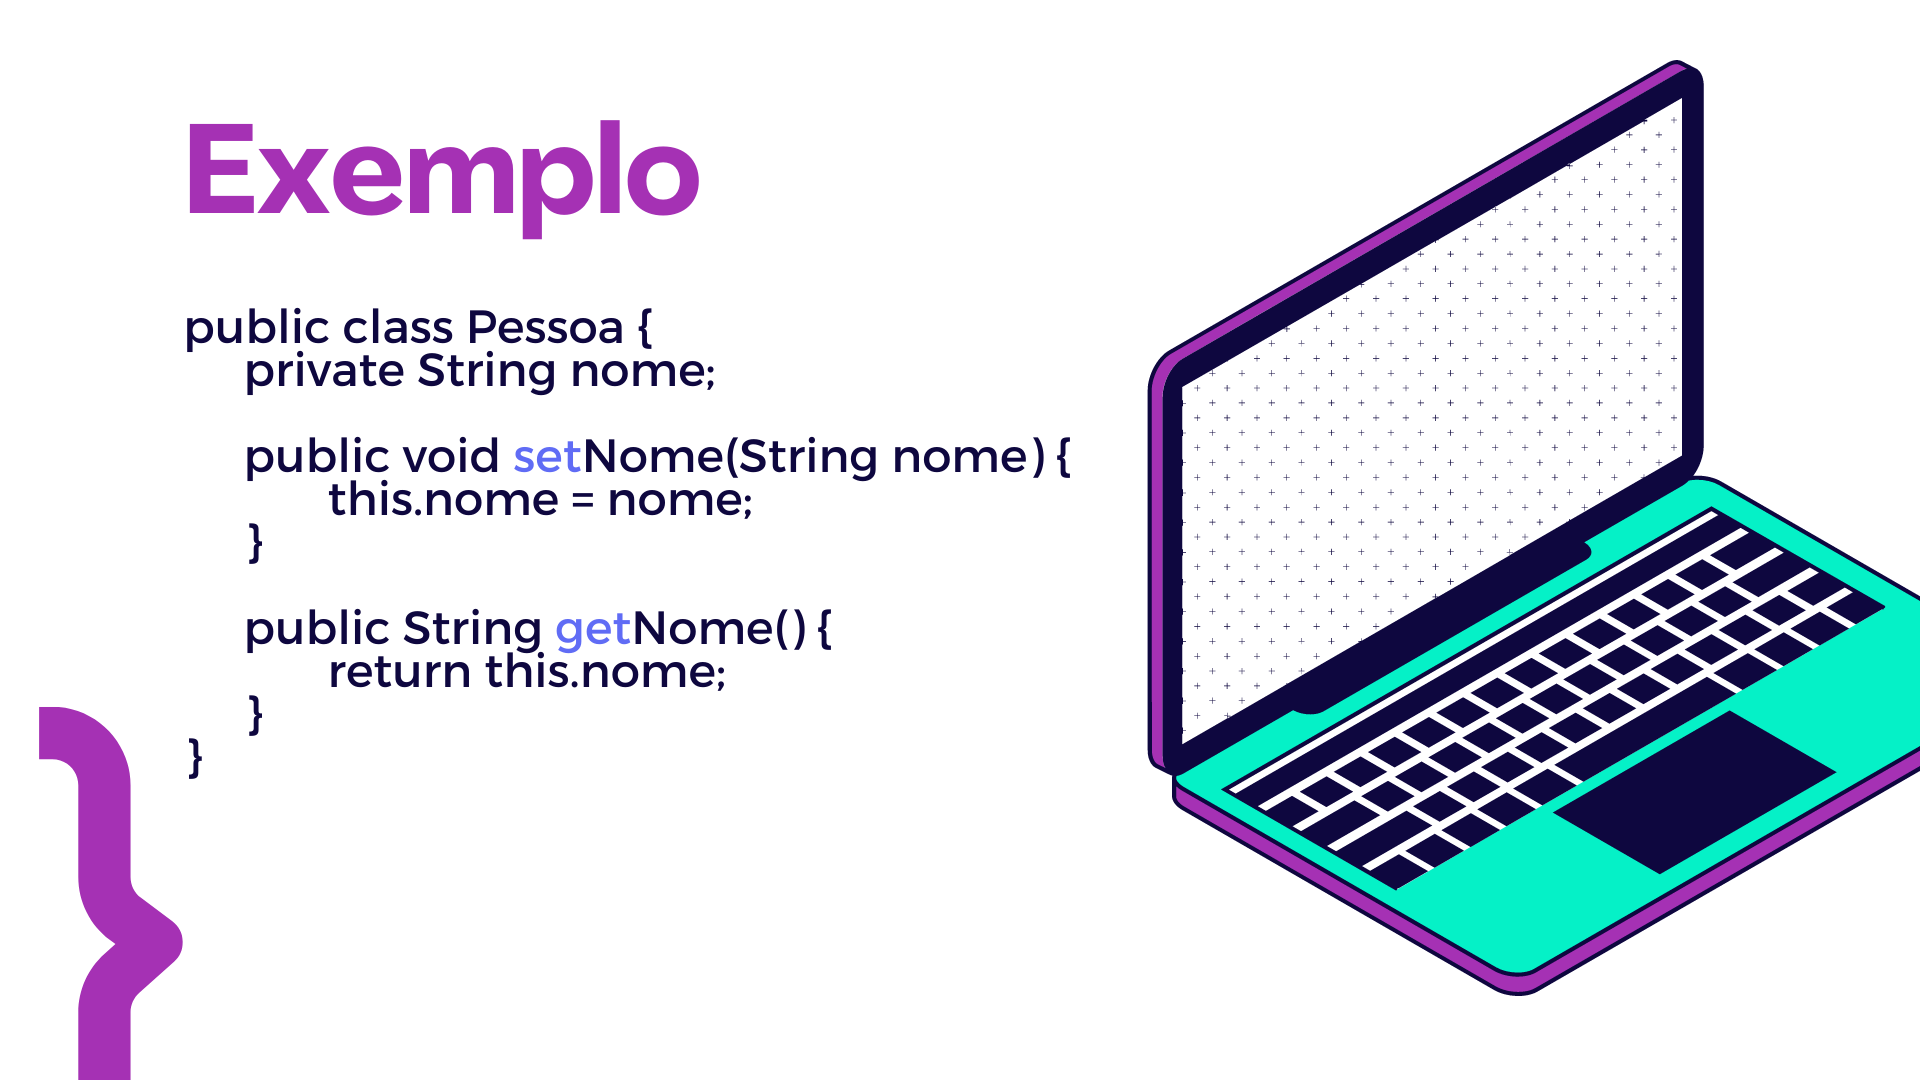 Exemplo
public class Pessoa {
private String nome;
public void setNome(String nome) {
this.nome = nome;
}
public String getNome() {
return this.nome;
}
}